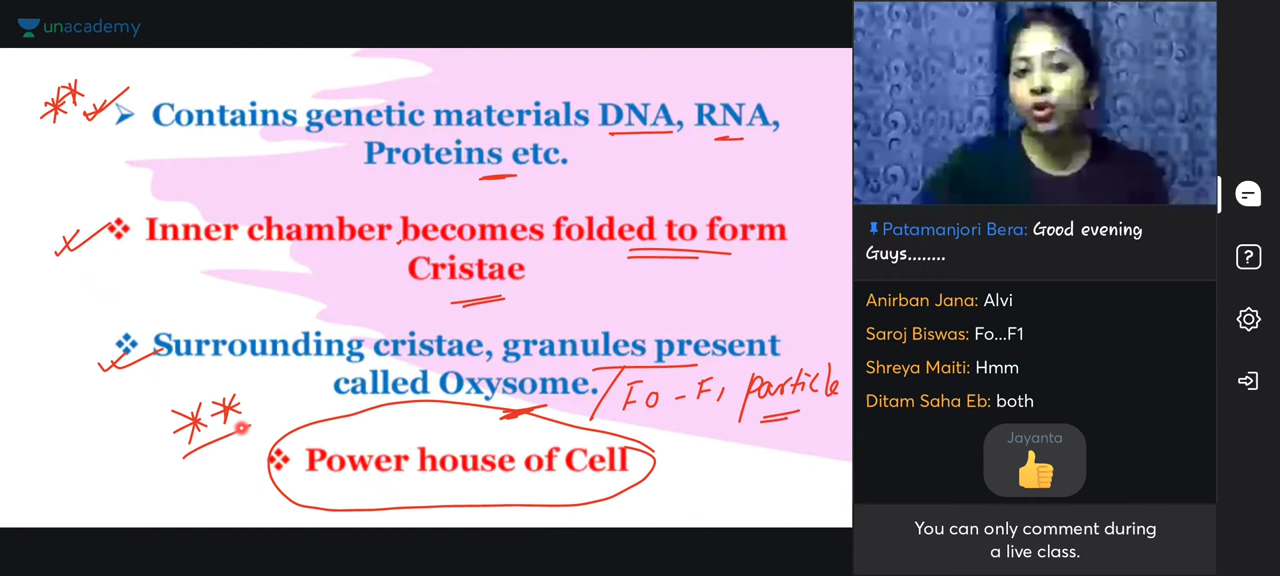 unacademy
Contains genetic materials DNA, RNA,
Proteins etc.
Inner chamber becomes folded to form
Cristae
Surrounding cristae, granules present
called Oxysome. / Fo - F1 particle
Power house of Cell
Patamanjori Bera: Good evening
Guys........
Anirban Jana: Alvi
Saroj Biswas: Fo...F1
Shreya Maiti: Hmm
Ditam Saha Eb: both
Jayanta
You can only comment during
a live class.